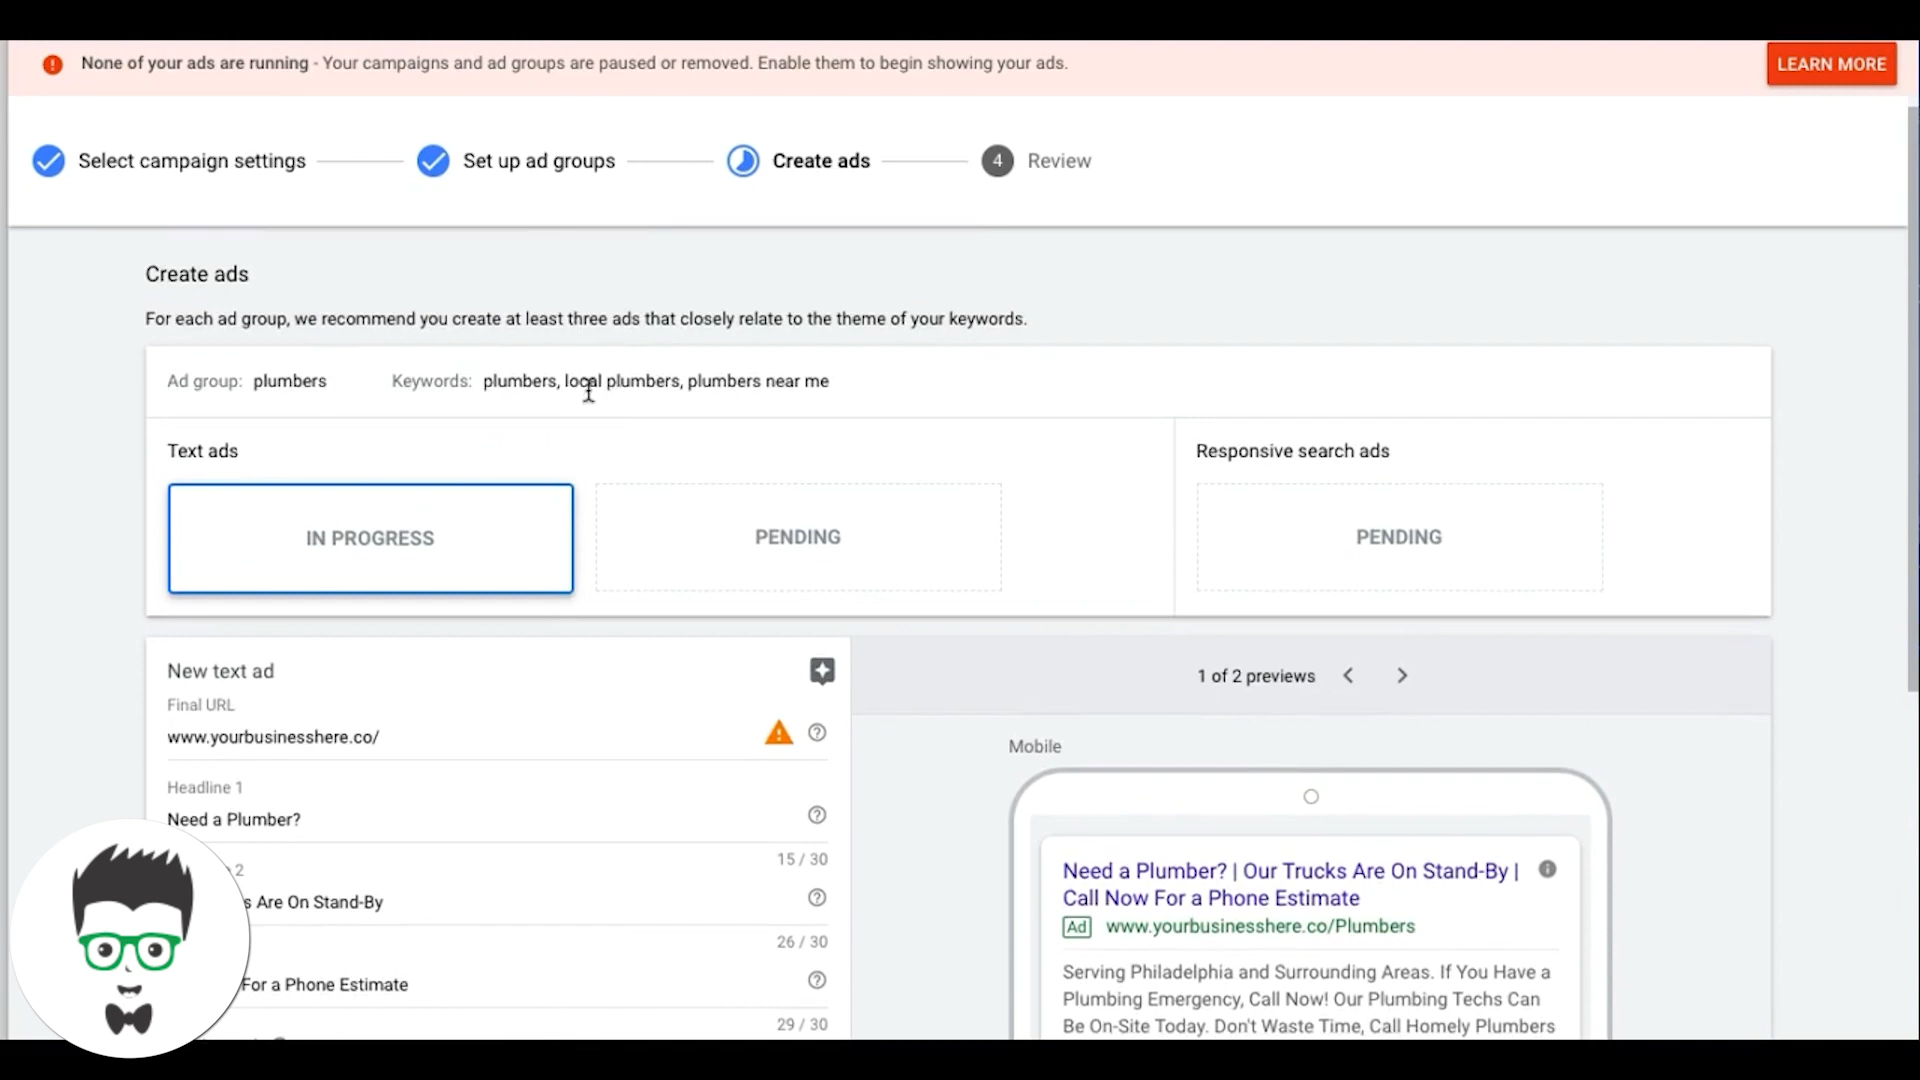 None of your ads are running - Your campaigns and ad groups are paused or removed. Enable them to begin showing your ads.
LEARN MORE
Select campaign settings
Set up ad groups
Create ads
4 Review
Create ads
For each ad group, we recommend you create at least three ads that closely relate to the theme of your keywords.
Ad group: plumbers
Keywords: plumbers, local plumbers, plumbers near me
Text ads
IN PROGRESS
PENDING
Responsive search ads
PENDING
New text ad
Final URL
www.yourbusinesshere.co/
Headline 1
Need a Plumber?
15 / 30
2
s Are On Stand-By
26 / 30
For a Phone Estimate
29 / 30
1 of 2 previews
Mobile
Need a Plumber? | Our Trucks Are On Stand-By |
Call Now For a Phone Estimate
Ad www.yourbusinesshere.co/Plumbers
Serving Philadelphia and Surrounding Areas. If You Have a
Plumbing Emergency, Call Now! Our Plumbing Techs Can
Be On-Site Today. Don't Waste Time, Call Homely Plumbers